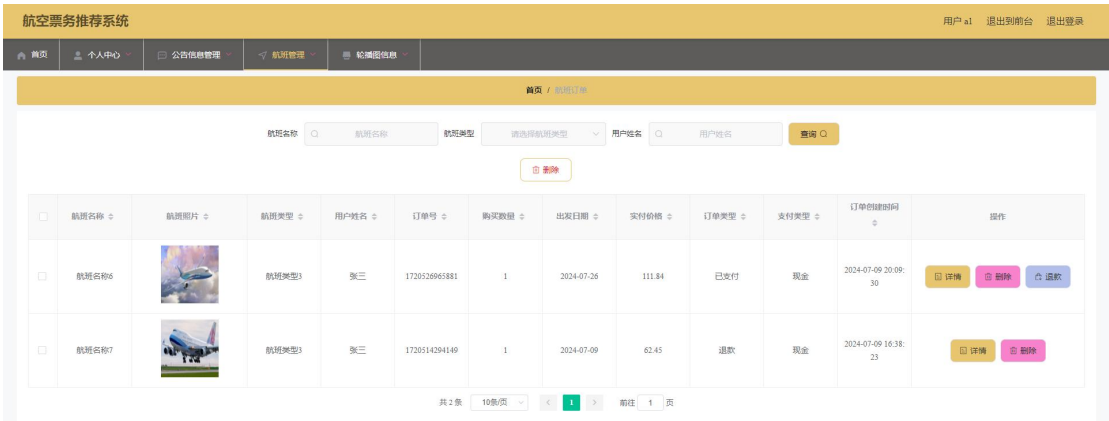 航空票务推荐系统 用户 a1 退出到前台 退出登录
首页 个人中心 公告信息管理 航班管理 轮播图信息
首页 / 航班订单
航班名称 航班名称 航班类型 请选择航班类型 用户姓名 用户姓名 查询
删除
航班名称 航班照片 航班类型 用户姓名 订单号 购买数量 出发日期 实付价格 订单类型 支付类型 订单创建时间 操作
航班名称6 航班类型3 张三 1720526965881 1 2024-07-26 111.84 已支付 现金 2024-07-09 20:09:
30 详情 删除 退款
航班名称7 航班类型3 张三 1720514294149 1 2024-07-09 62.45 退款 现金 2024-07-09 16:38:
23 详情 删除
共 2 条 10条/页 1 前往 1 页